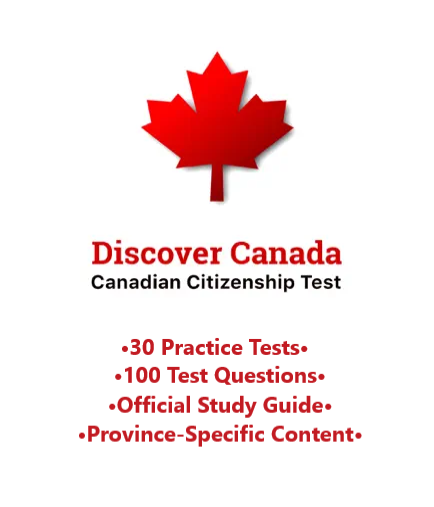 Discover Canada
Canadian Citizenship Test
•30 Practice Tests•
•100 Test Questions•
•Official Study Guide•
•Province-Specific Content•